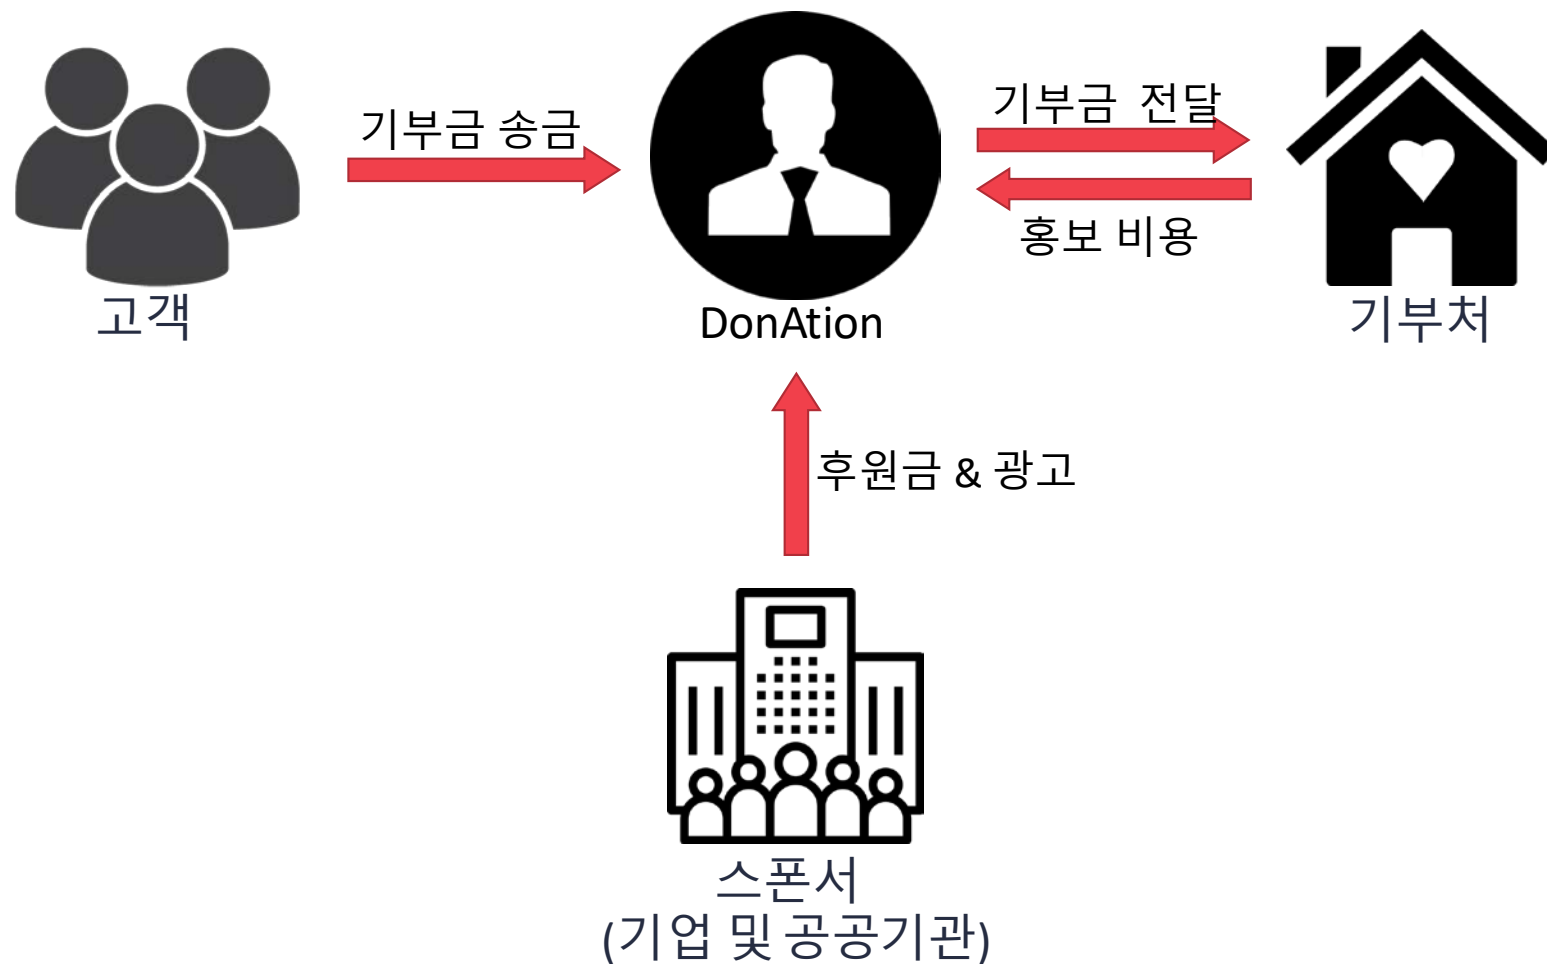 기부금 송금
기부금 전달
홍보 비용
고객
DonAtion
기부처
후원금 & 광고
스폰서
(기업 및 공공기관)